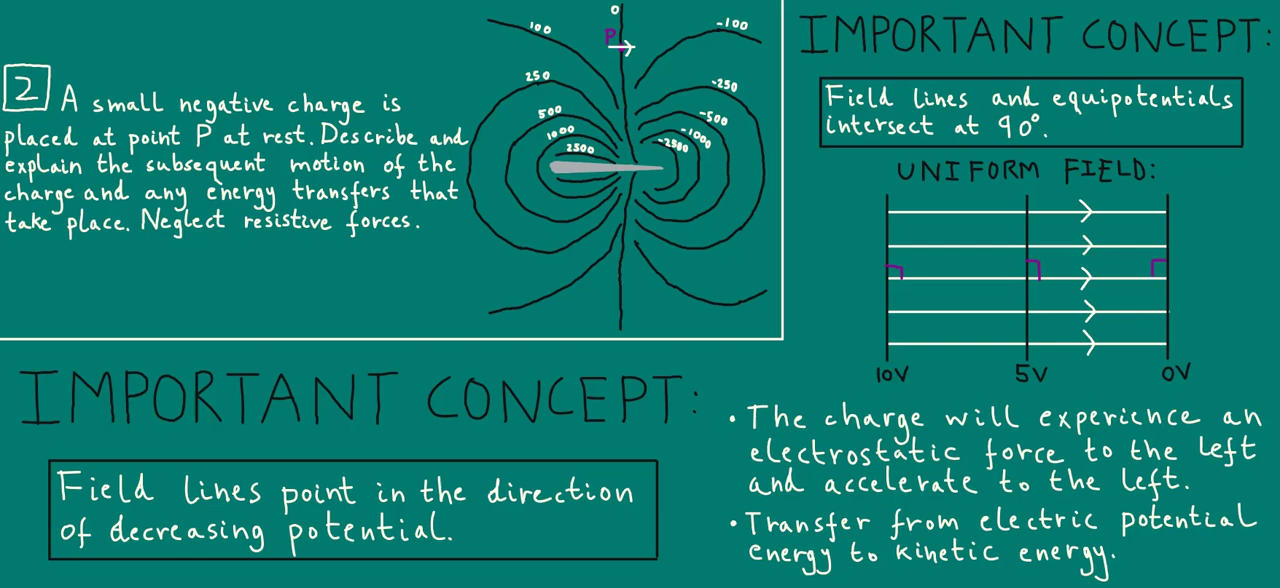 2
A small negative charge is
placed at point P at rest. Describe and
explain the subsequent motion of the
charge and any energy transfers that
take place. Neglect resistive forces.
0
100
-100
P
250
-250
500
-500
1000
-1000
2500
-2500
IMPORTANT CONCEPT:
Field lines point in the direction
of decreasing potential.
IMPORTANT CONCEPT:
Field lines and equipotentials
intersect at 90°.
UNIFORM FIELD:
10V 5V 0V
• The charge will experience an
electrostatic force to the left
and accelerate to the left.
• Transfer from electric potential
energy to kinetic energy.